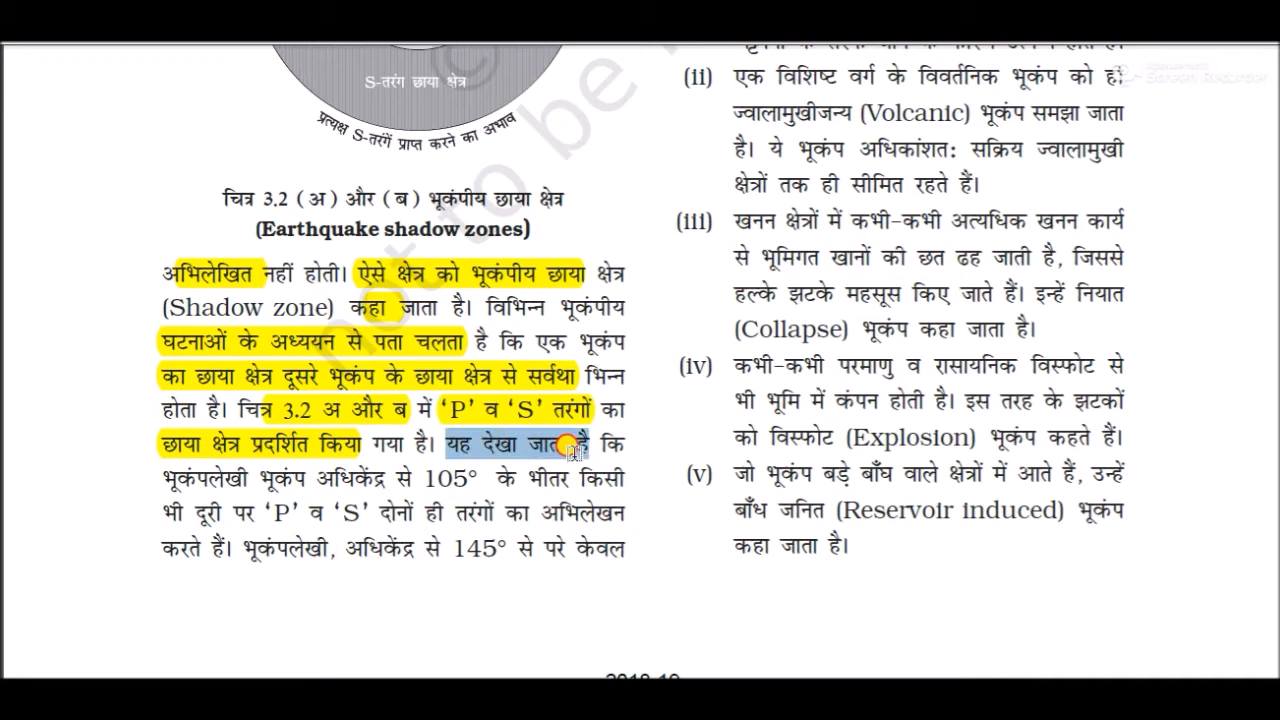 S-तरंग छाया क्षेत्र
प्रत्यक्ष S-तरंगें प्राप्त करने का अभाव
चित्र 3.2 (अ) और (ब) भूकंपीय छाया क्षेत्र
(Earthquake shadow zones)
अभिलेखित नहीं होती। ऐसे क्षेत्र को भूकंपीय छाया क्षेत्र
(Shadow zone) कहा जाता है। विभिन्न भूकंपीय
घटनाओं के अध्ययन से पता चलता है कि एक भूकंप
का छाया क्षेत्र दूसरे भूकंप के छाया क्षेत्र से सर्वथा भिन्न
होता है। चित्र 3.2 अ और ब में ‘P’ व ‘S’ तरंगों का
छाया क्षेत्र प्रदर्शित किया गया है। यह देखा जाता है कि
भूकंपलेखी भूकंप अधिकेंद्र से 105° के भीतर किसी
भी दूरी पर ‘P’ व ‘S’ दोनों ही तरंगों का अभिलेखन
करते हैं। भूकंपलेखी, अधिकेंद्र से 145° से परे केवल
(ii) एक विशिष्ट वर्ग के विवर्तनिक भूकंप को ही
ज्वालामुखीजन्य (Volcanic) भूकंप समझा जाता
है। ये भूकंप अधिकांशत: सक्रिय ज्वालामुखी
क्षेत्रों तक ही सीमित रहते हैं।
(iii) खनन क्षेत्रों में कभी-कभी अत्यधिक खनन कार्य
से भूमिगत खानों की छत ढह जाती है, जिससे
हल्के झटके महसूस किए जाते हैं। इन्हें नियात
(Collapse) भूकंप कहा जाता है।
(iv) कभी-कभी परमाणु व रासायनिक विस्फोट से
भी भूमि में कंपन होती है। इस तरह के झटकों
को विस्फोट (Explosion) भूकंप कहते हैं।
(v) जो भूकंप बड़े बाँध वाले क्षेत्रों में आते हैं, उन्हें
बाँध जनित (Reservoir induced) भूकंप
कहा जाता है।
© not to be
Screen Recorder